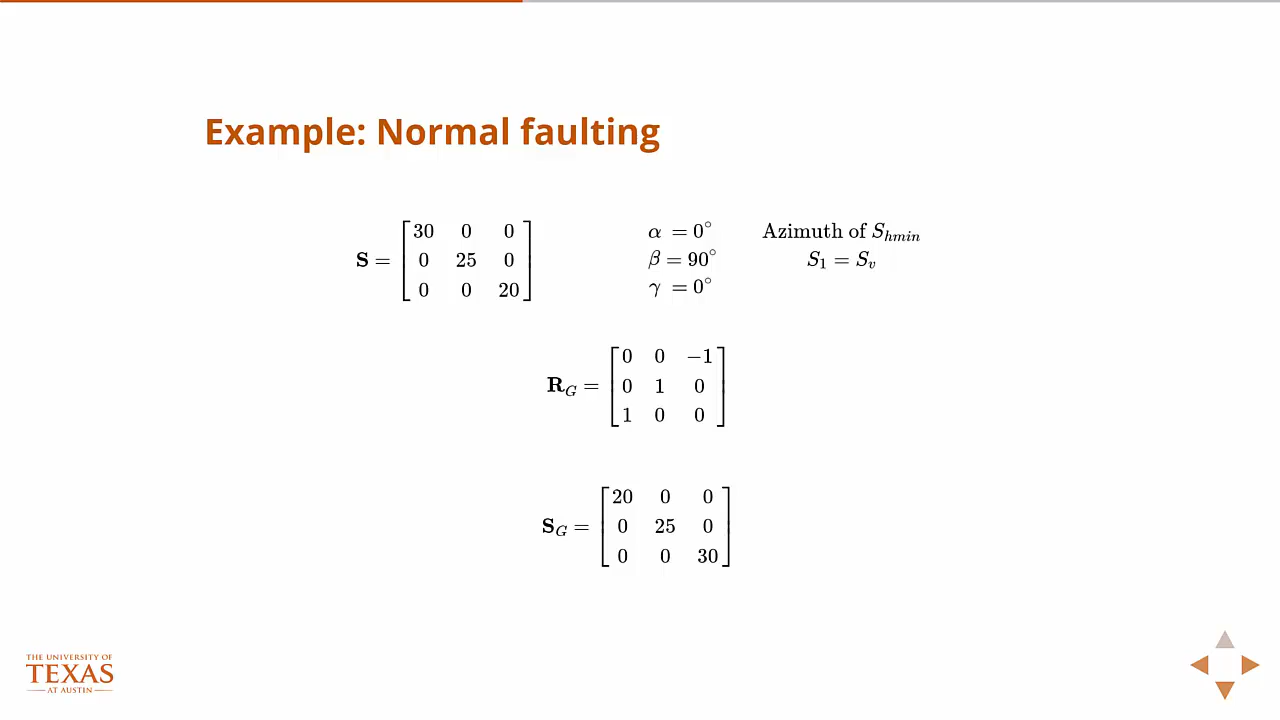 Example: Normal faulting
S = [30 0 0
0 25 0
0 0 20]
α = 0° Azimuth of S_hmin
β = 90° S_1 = S_v
γ = 0°
R_G = [0 0 −1
0 1 0
1 0 0]
S_G = [20 0 0
0 25 0
0 0 30]
THE UNIVERSITY OF
TEXAS
AT AUSTIN